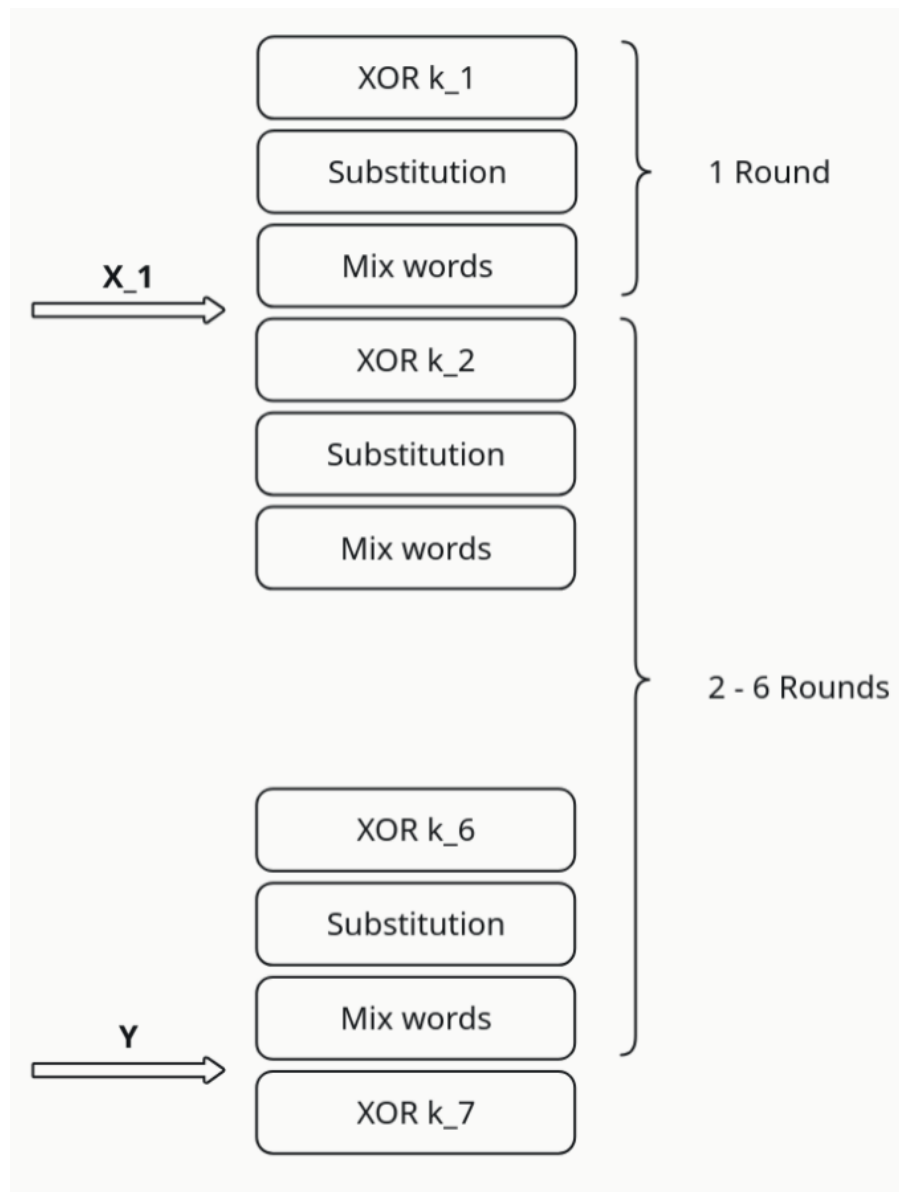 XOR k_1
Substitution
1 Round
Mix words
X_1
XOR k_2
Substitution
Mix words
2 - 6 Rounds
XOR k_6
Substitution
Mix words
Y
XOR k_7